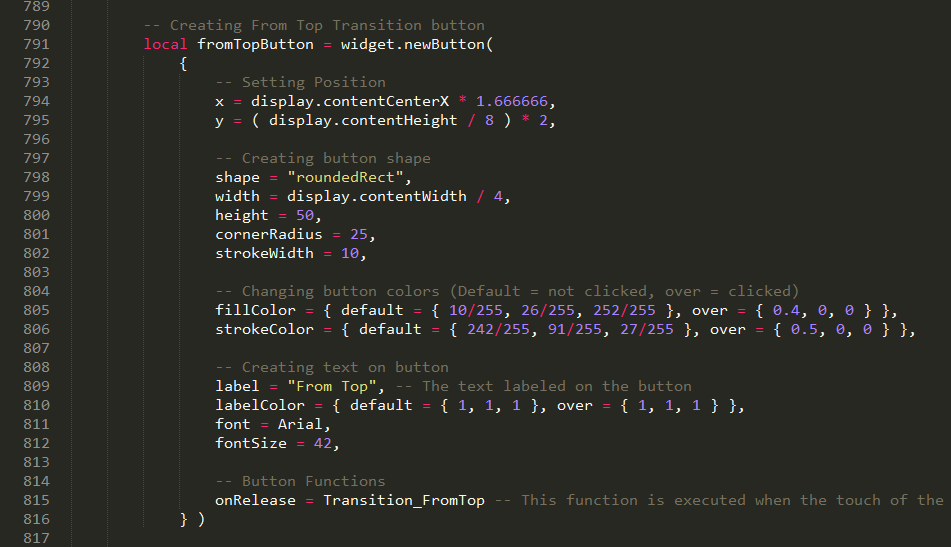 789
790 -- Creating From Top Transition button
791 local fromTopButton = widget.newButton(
792 {
793 -- Setting Position
794 x = display.contentCenterX * 1.666666,
795 y = ( display.contentHeight / 8 ) * 2,
796
797 -- Creating button shape
798 shape = "roundedRect",
799 width = display.contentWidth / 4,
800 height = 50,
801 cornerRadius = 25,
802 strokeWidth = 10,
803
804 -- Changing button colors (Default = not clicked, over = clicked)
805 fillColor = { default = { 10/255, 26/255, 252/255 }, over = { 0.4, 0, 0 } },
806 strokeColor = { default = { 242/255, 91/255, 27/255 }, over = { 0.5, 0, 0 } },
807
808 -- Creating text on button
809 label = "From Top", -- The text labeled on the button
810 labelColor = { default = { 1, 1, 1 }, over = { 1, 1, 1 } },
811 font = Arial,
812 fontSize = 42,
813
814 -- Button Functions
815 onRelease = Transition_FromTop -- This function is executed when the touch of the
816 } )
817